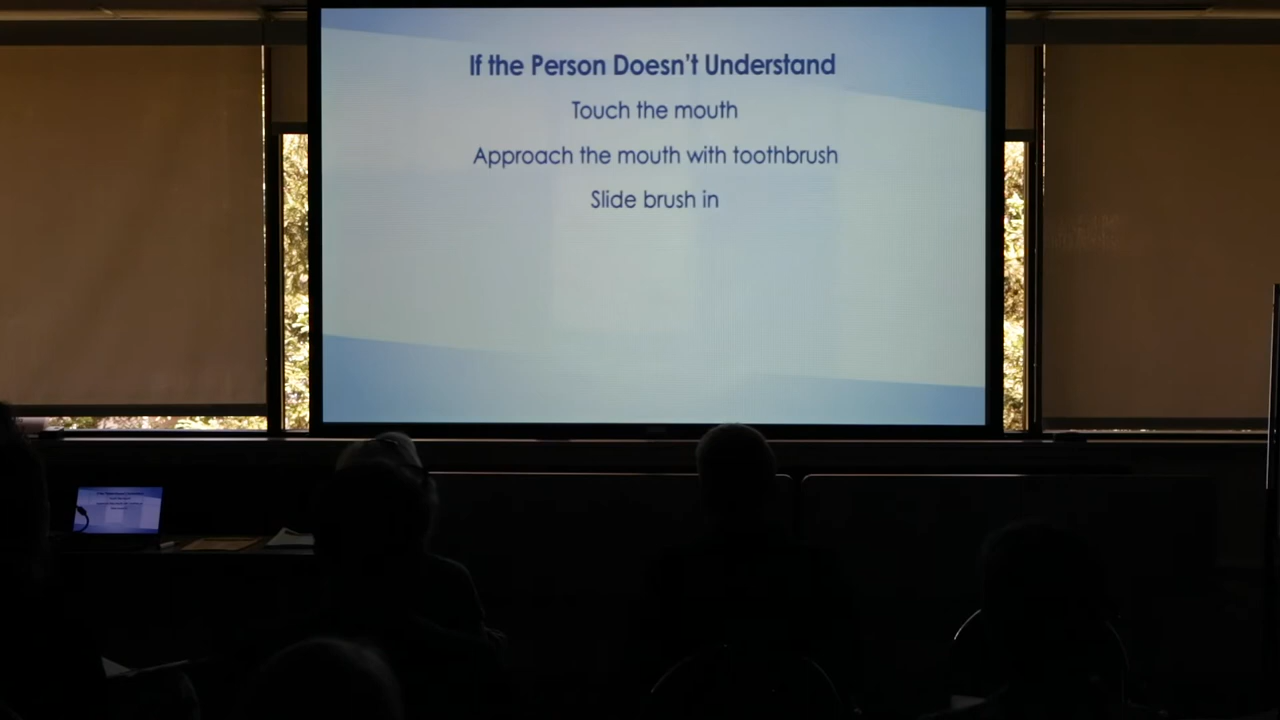 If the Person Doesn't Understand
Touch the mouth
Approach the mouth with toothbrush
Slide brush in